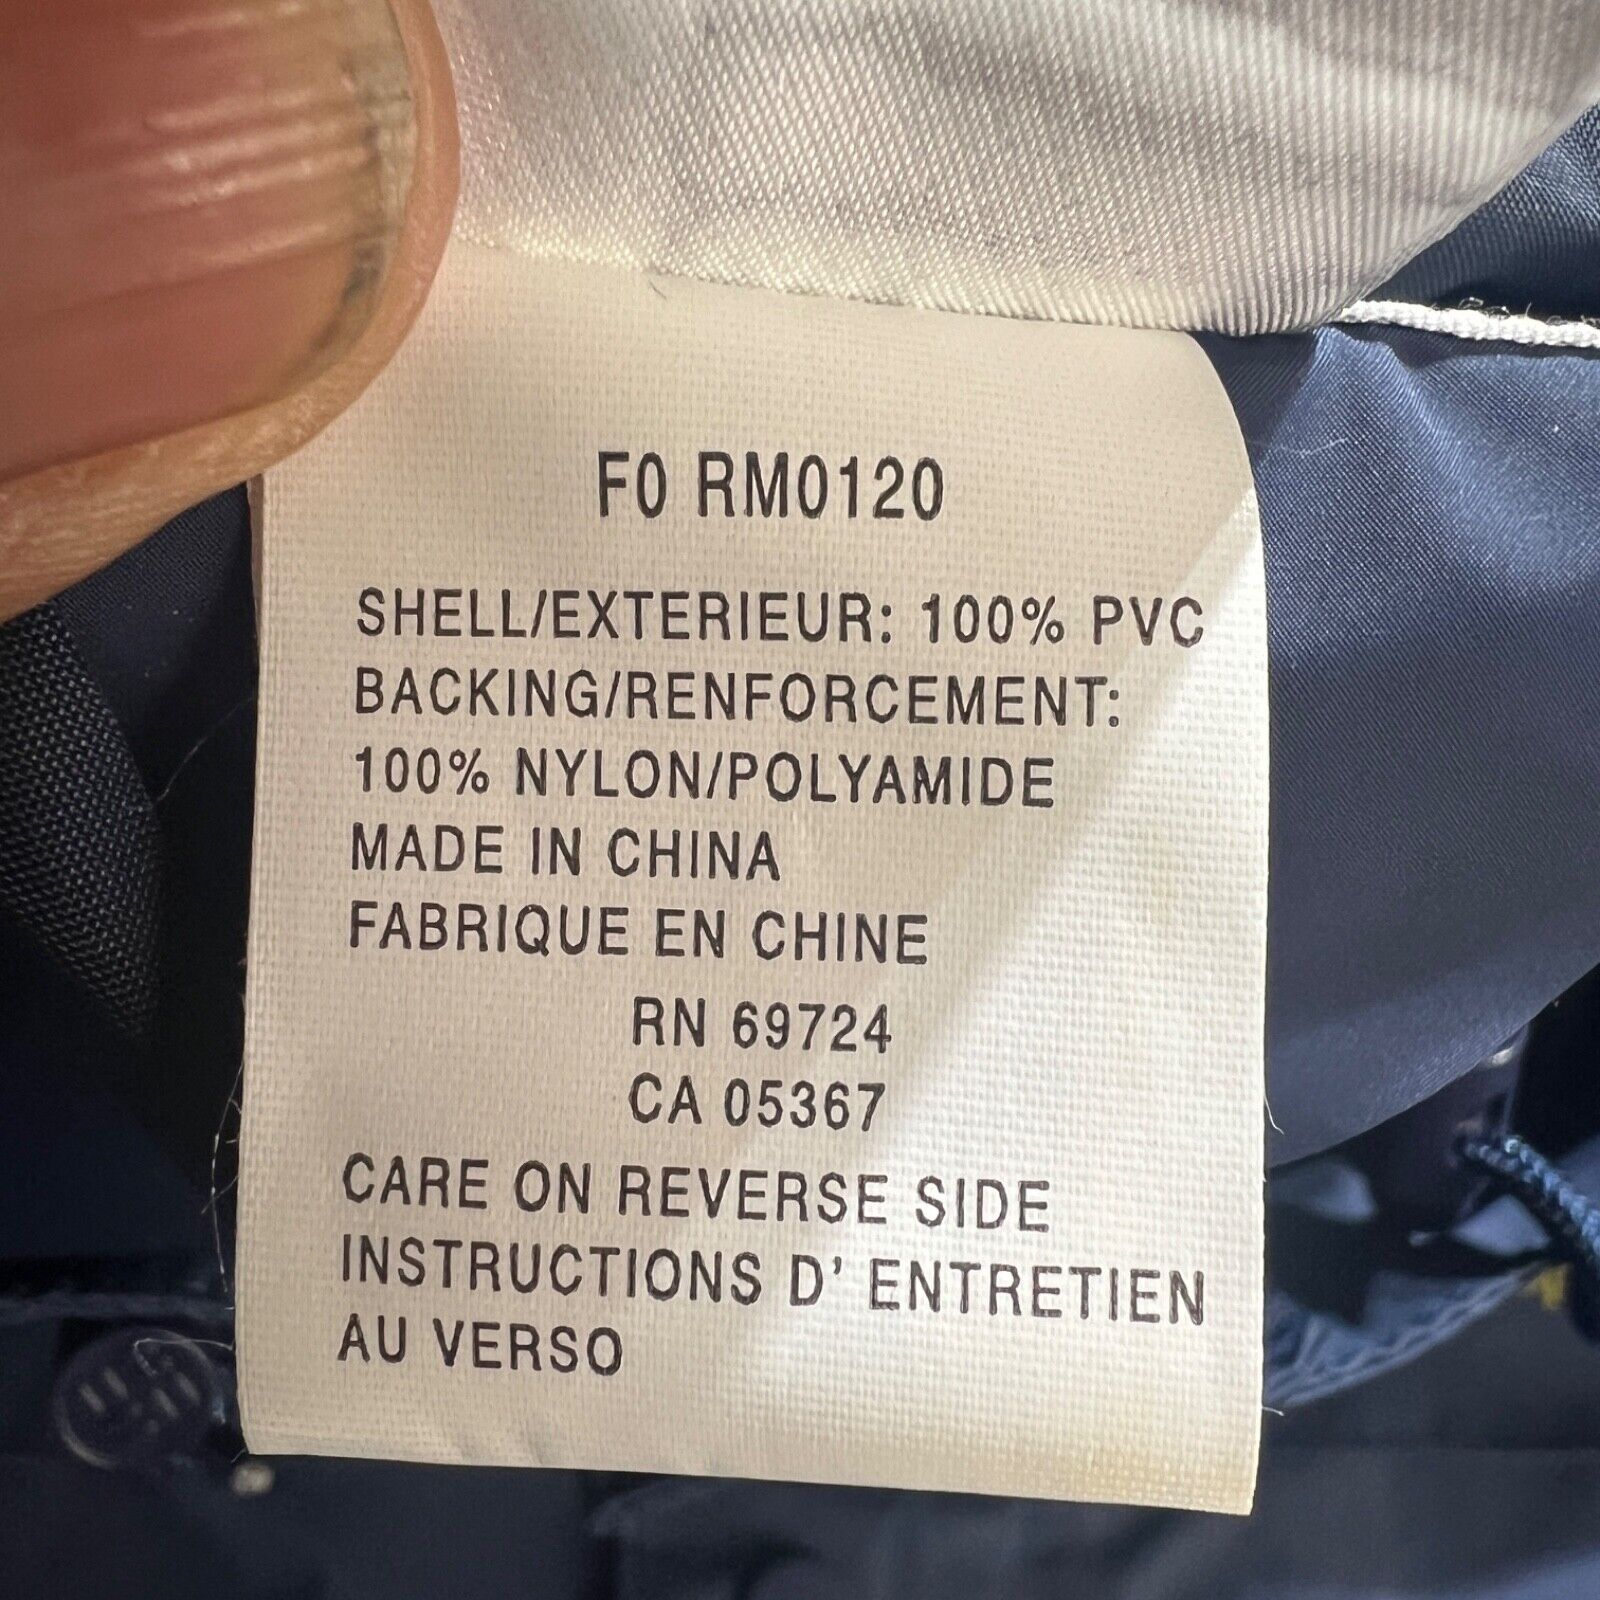 F0 RM0120
SHELL/EXTERIEUR: 100% PVC
BACKING/RENFORCEMENT:
100% NYLON/POLYAMIDE
MADE IN CHINA
FABRIQUE EN CHINE
RN 69724
CA 05367
CARE ON REVERSE SIDE
INSTRUCTIONS D' ENTRETIEN
AU VERSO